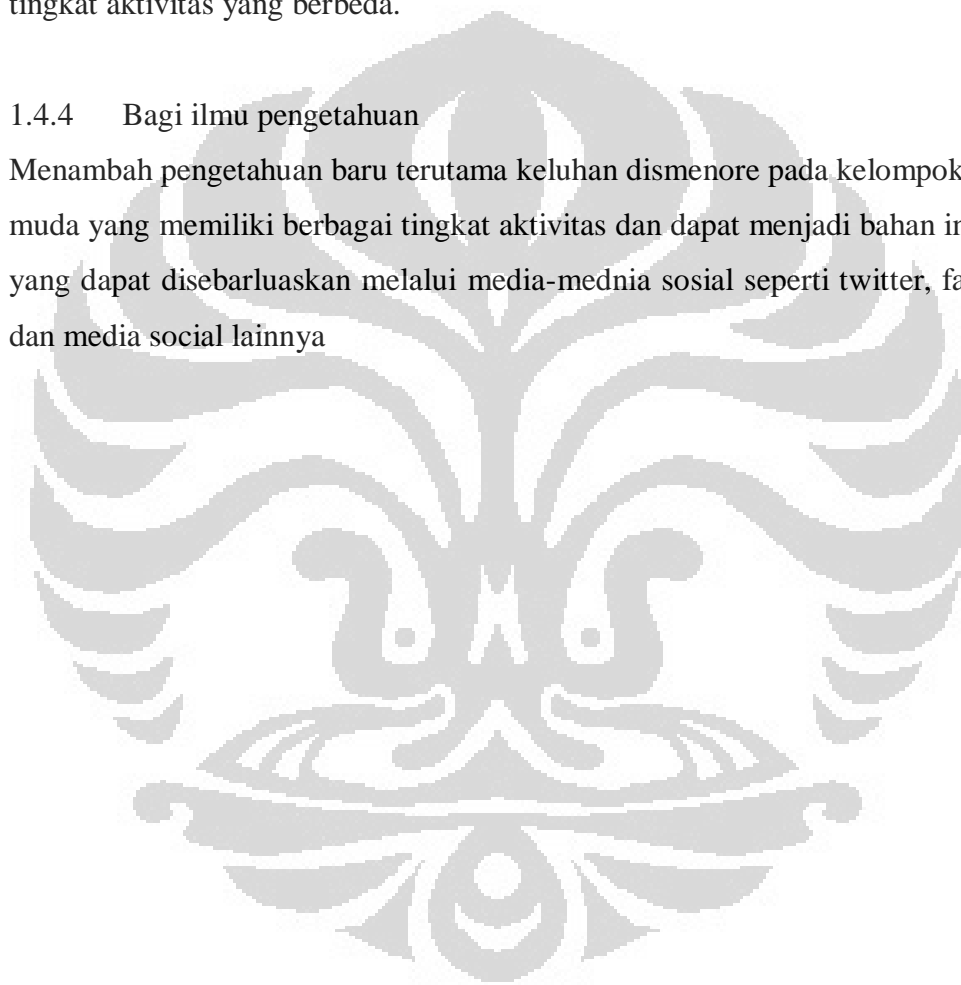 tingkat aktivitas yang berbeda.
1.4.4 Bagi ilmu pengetahuan
Menambah pengetahuan baru terutama keluhan dismenore pada kelompok
muda yang memiliki berbagai tingkat aktivitas dan dapat menjadi bahan
yang dapat disebarluaskan melalui media-mednia sosial seperti twitter,
dan media social lainnya